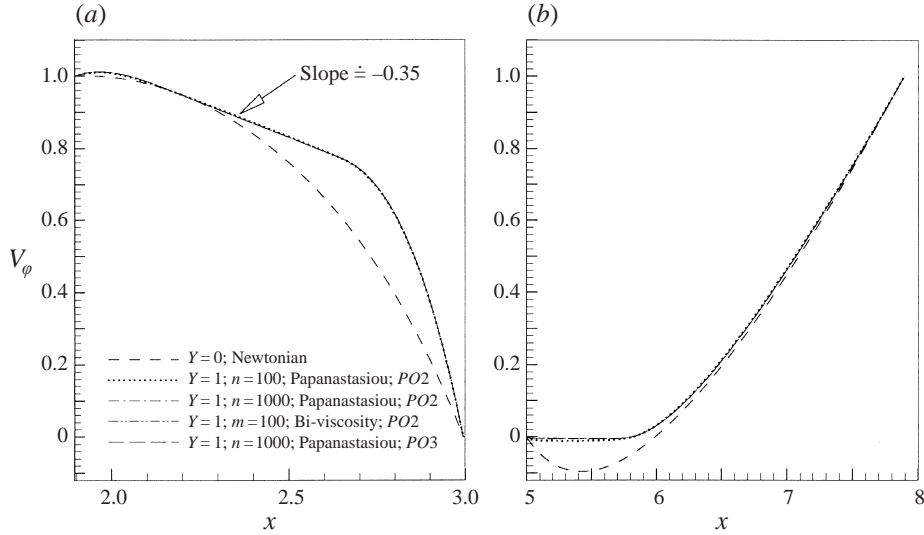 (a)
(b)
Slope ≐ –0.35
1.0
0.8
0.6
0.4
0.2
0
Vφ
Y = 0; Newtonian
Y = 1; n = 100; Papanastasiou; PO2
Y = 1; n = 1000; Papanastasiou; PO2
Y = 1; m = 100; Bi-viscosity; PO2
Y = 1; n = 1000; Papanastasiou; PO3
2.0 2.5 3.0
x
1.0
0.8
0.6
0.4
0.2
0
5 6 7 8
x